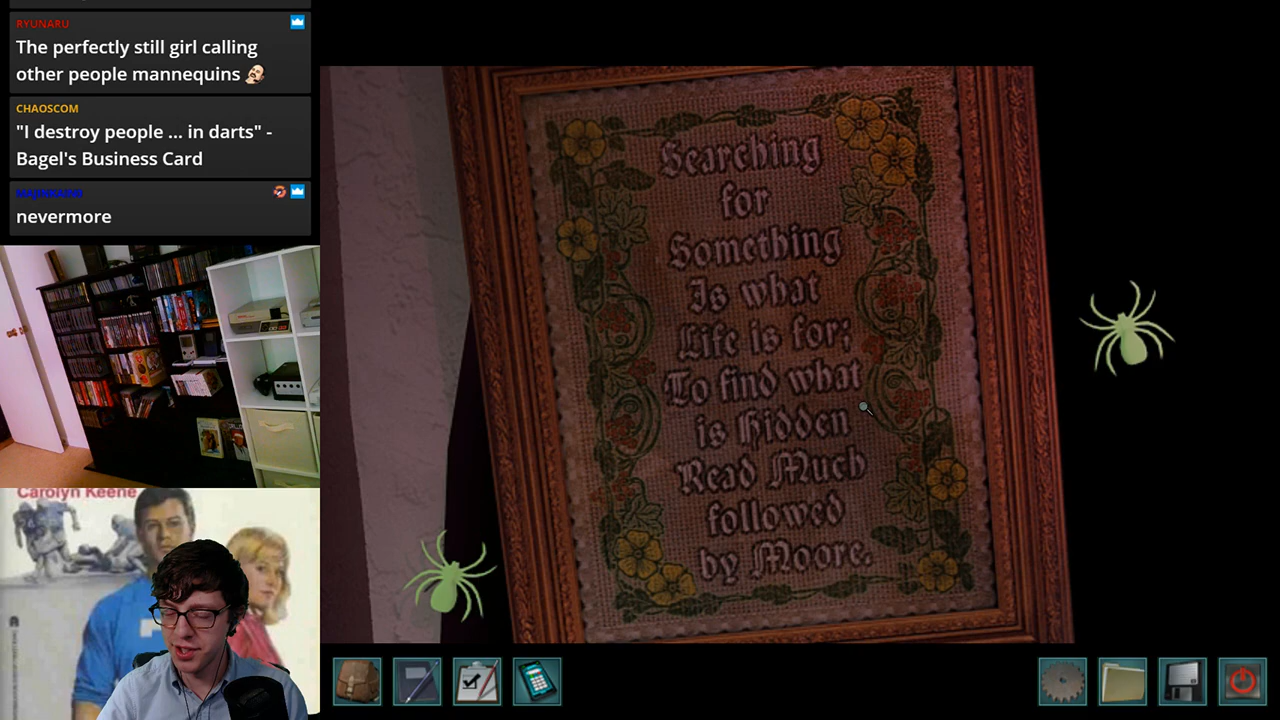 RYUNARU
The perfectly still girl calling
other people mannequins
CHAOSCOM
"I destroy people ... in darts" -
Bagel's Business Card
nevermore
Carolyn Keene
Searching
for
Something
Is what
Life is for;
To find what
is Hidden
Read Much
followed
by Moore.